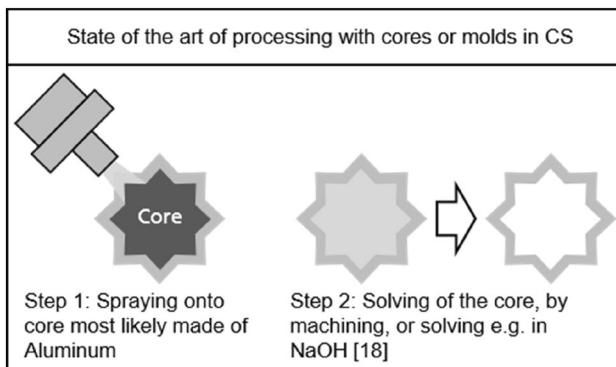 State of the art of processing with cores or molds in CS
Core
Step 1: Spraying onto
core most likely made of
Aluminum
Step 2: Solving of the core, by
machining, or solving e.g. in
NaOH [18]